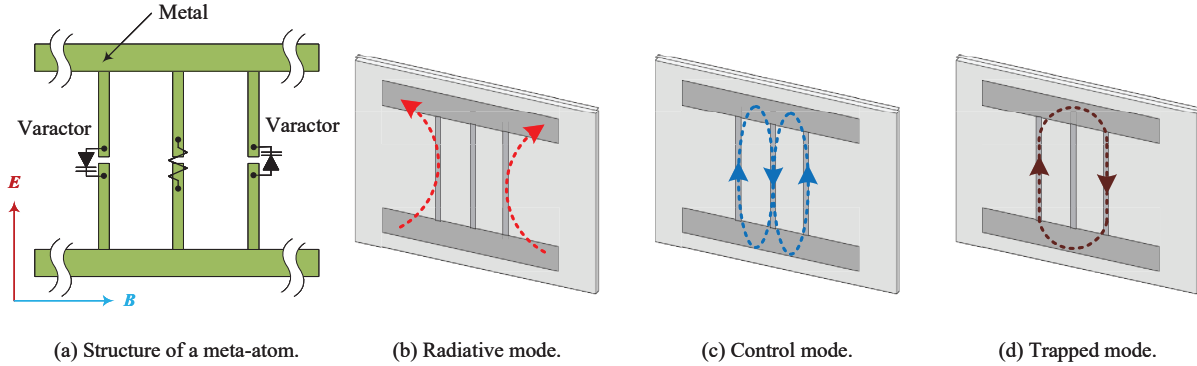 Metal
Varactor
Varactor
E
B
(a) Structure of a meta-atom.
(b) Radiative mode.
(c) Control mode.
(d) Trapped mode.